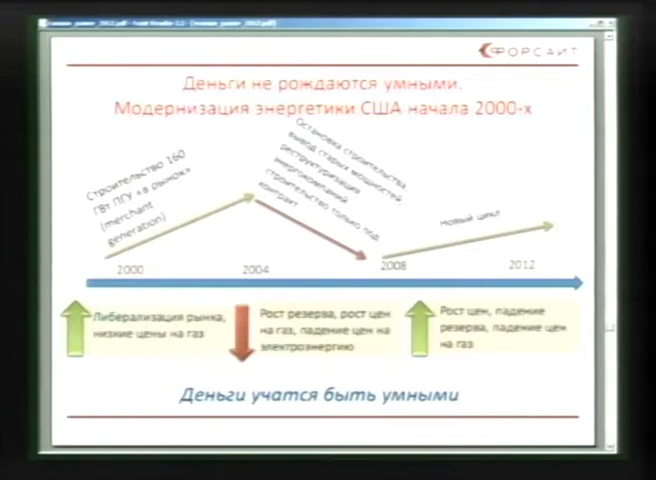 ФОРСАЙТ
Деньги не рождаются умными.
Модернизация энергетики США начала 2000-х
Строительство 160
ГВт ПГУ «в рынок»
(merchant
generation)
Остановка строительства,
вывод старых мощностей,
реструктуризация
энергокомпаний
строительство только под
контракт
Новый цикл
2000
2004
2008
2012
Либерализация рынка,
низкие цены на газ
Рост резерва, рост цен
на газ, падение цен на
электроэнергию
Рост цен, падение
резерва, падение цен
на газ
Деньги учатся быть умными